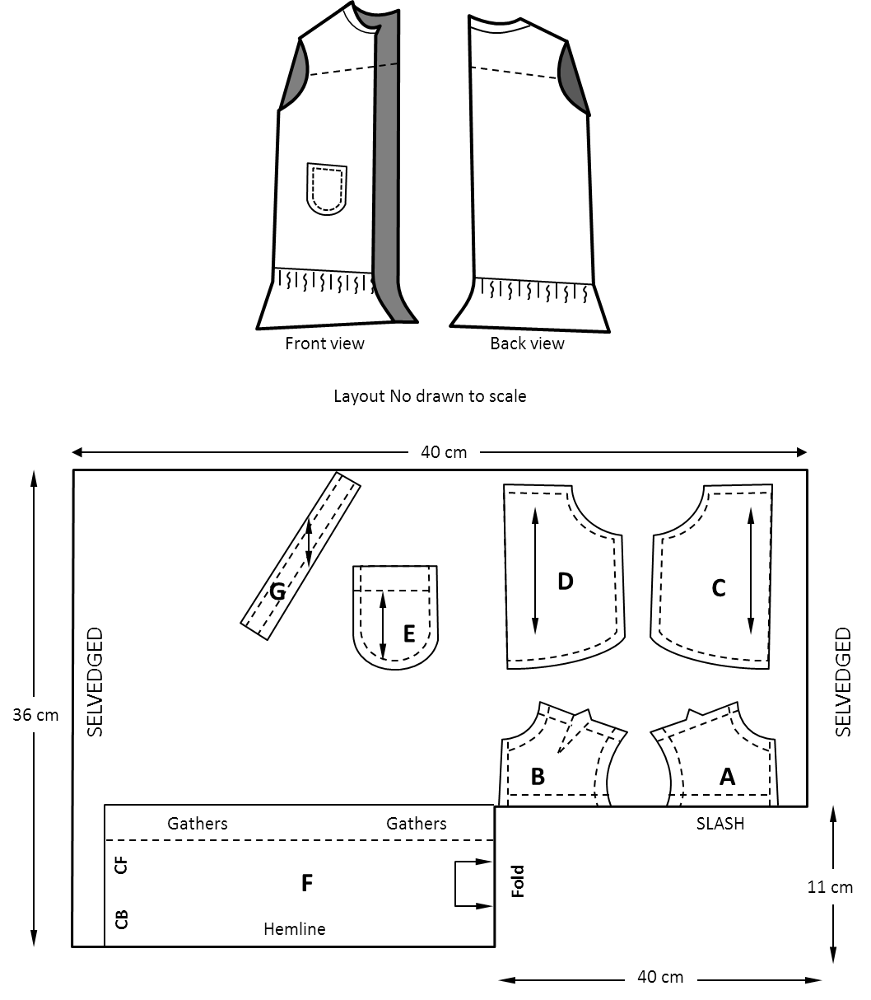 Front view
Back view
Layout No drawn to scale
40 cm
G
D
C
E
SELVEDGED
SELVEDGED
36 cm
B
A
Gathers
Gathers
SLASH
CF
F
Fold
11 cm
CB
Hemline
40 cm